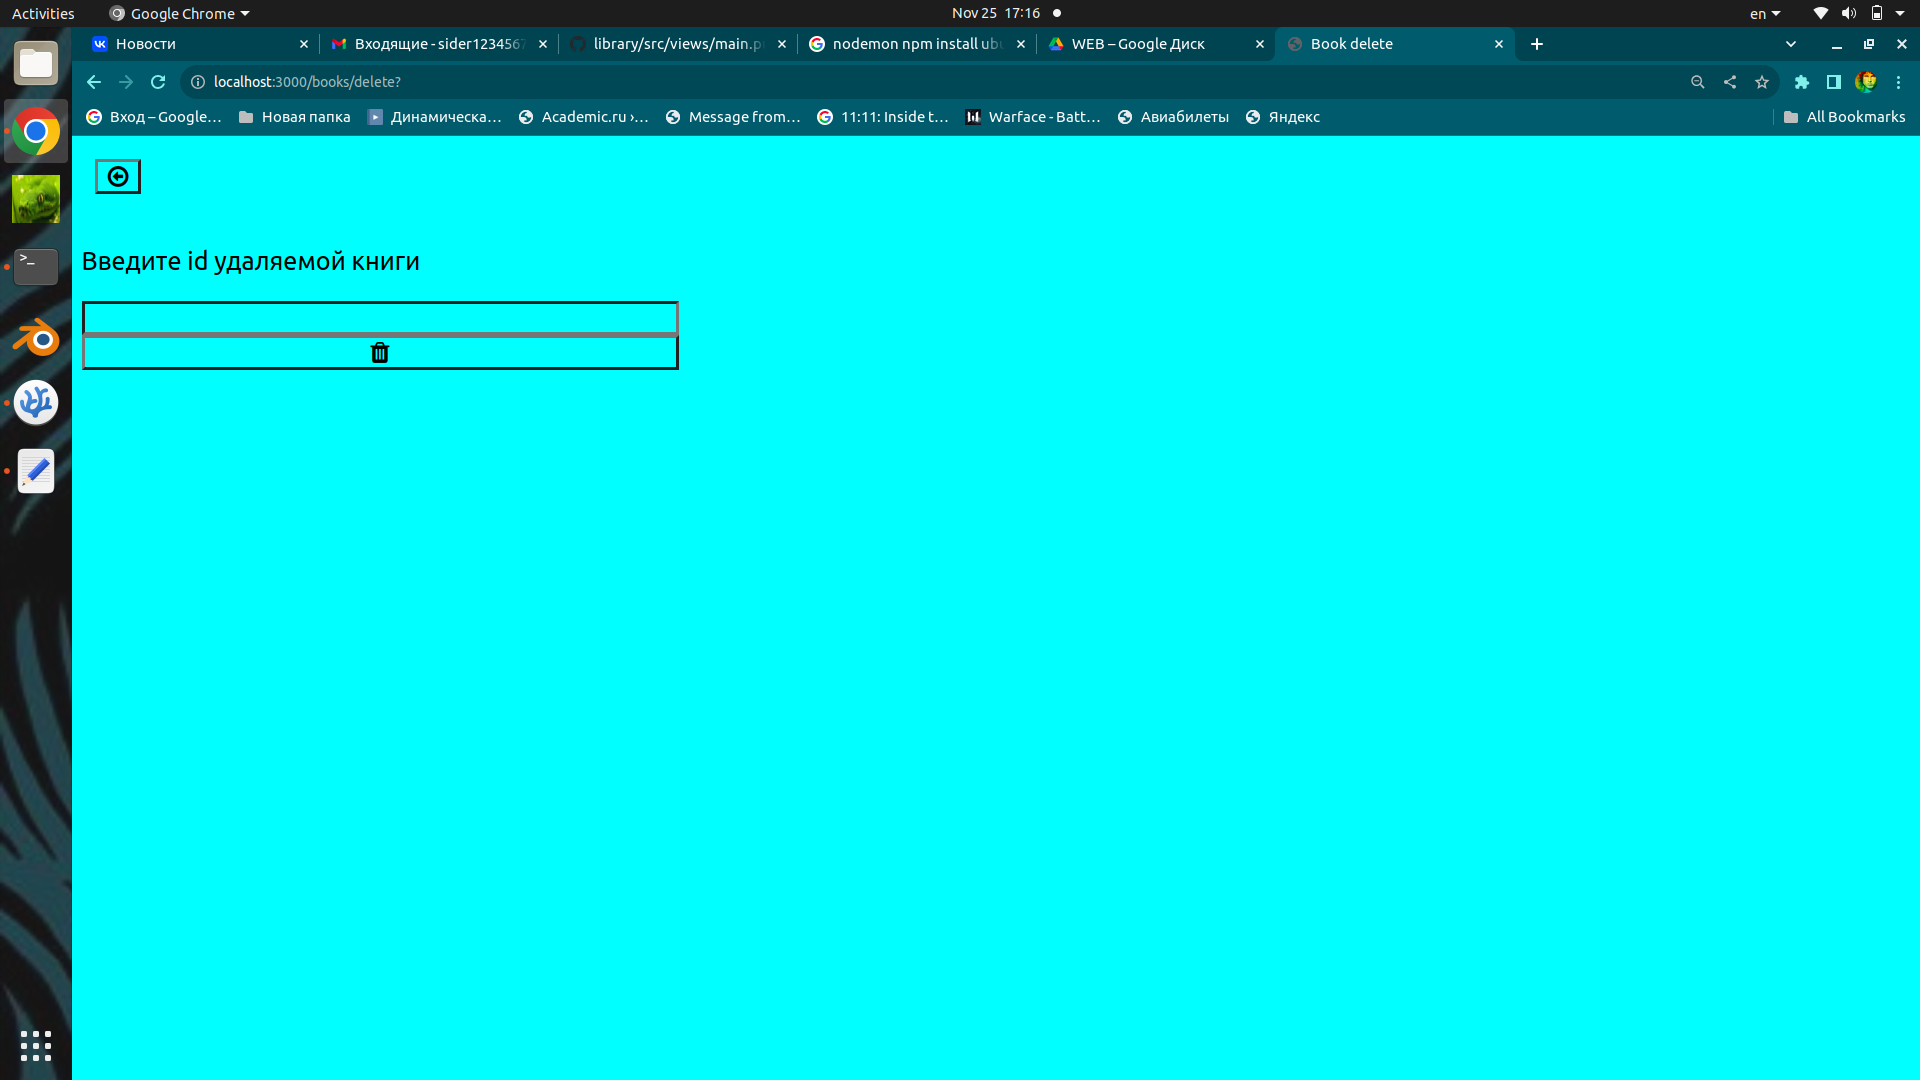 Activities Google Chrome Nov 25 17:16 en
Новости Входящие - sider1234567 library/src/views/main.p nodemon npm install ub WEB – Google Диск Book delete
localhost:3000/books/delete?
Вход – Google... Новая папка Динамическа... Academic.ru ›... Message from... 11:11: Inside t... Warface - Batt... Авиабилеты Яндекс All Bookmarks
Введите id удаляемой книги